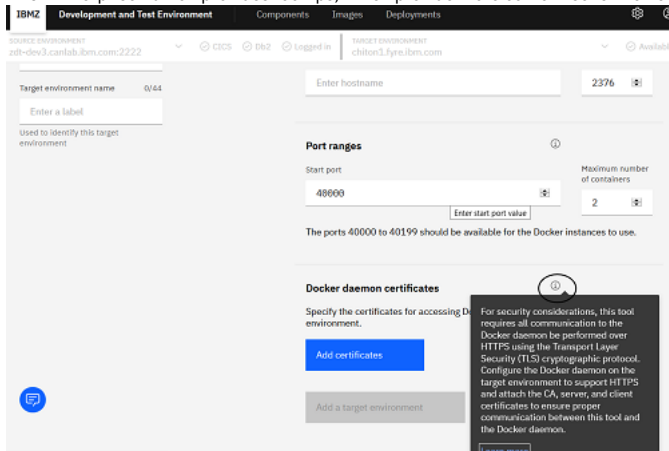 IBMZ Development and Test Environment Components Images Deployments
SOURCE ENVIRONMENT
zdt-dev3.canlab.ibm.com:2222
CICS Db2 Logged in
TARGET ENVIRONMENT
chiton1.fyre.ibm.com
Availabl
Target environment name 0/44
Enter a label
Used to identify this target
environment
Enter hostname
2376
Port ranges
Start port
40000
Maximum number
of containers
2
Enter start port value
The ports 40000 to 40199 should be available for the Docker instances to use.
Docker daemon certificates
Specify the certificates for accessing D
environment.
Add certificates
Add a target environment
For security considerations, this tool
requires all communication to the
Docker daemon be performed over
HTTPS using the Transport Layer
Security (TLS) cryptographic protocol.
Configure the Docker daemon on the
target environment to support HTTPS
and attach the CA, server, and client
certificates to ensure proper
communication between this tool and
the Docker daemon.
Learn more